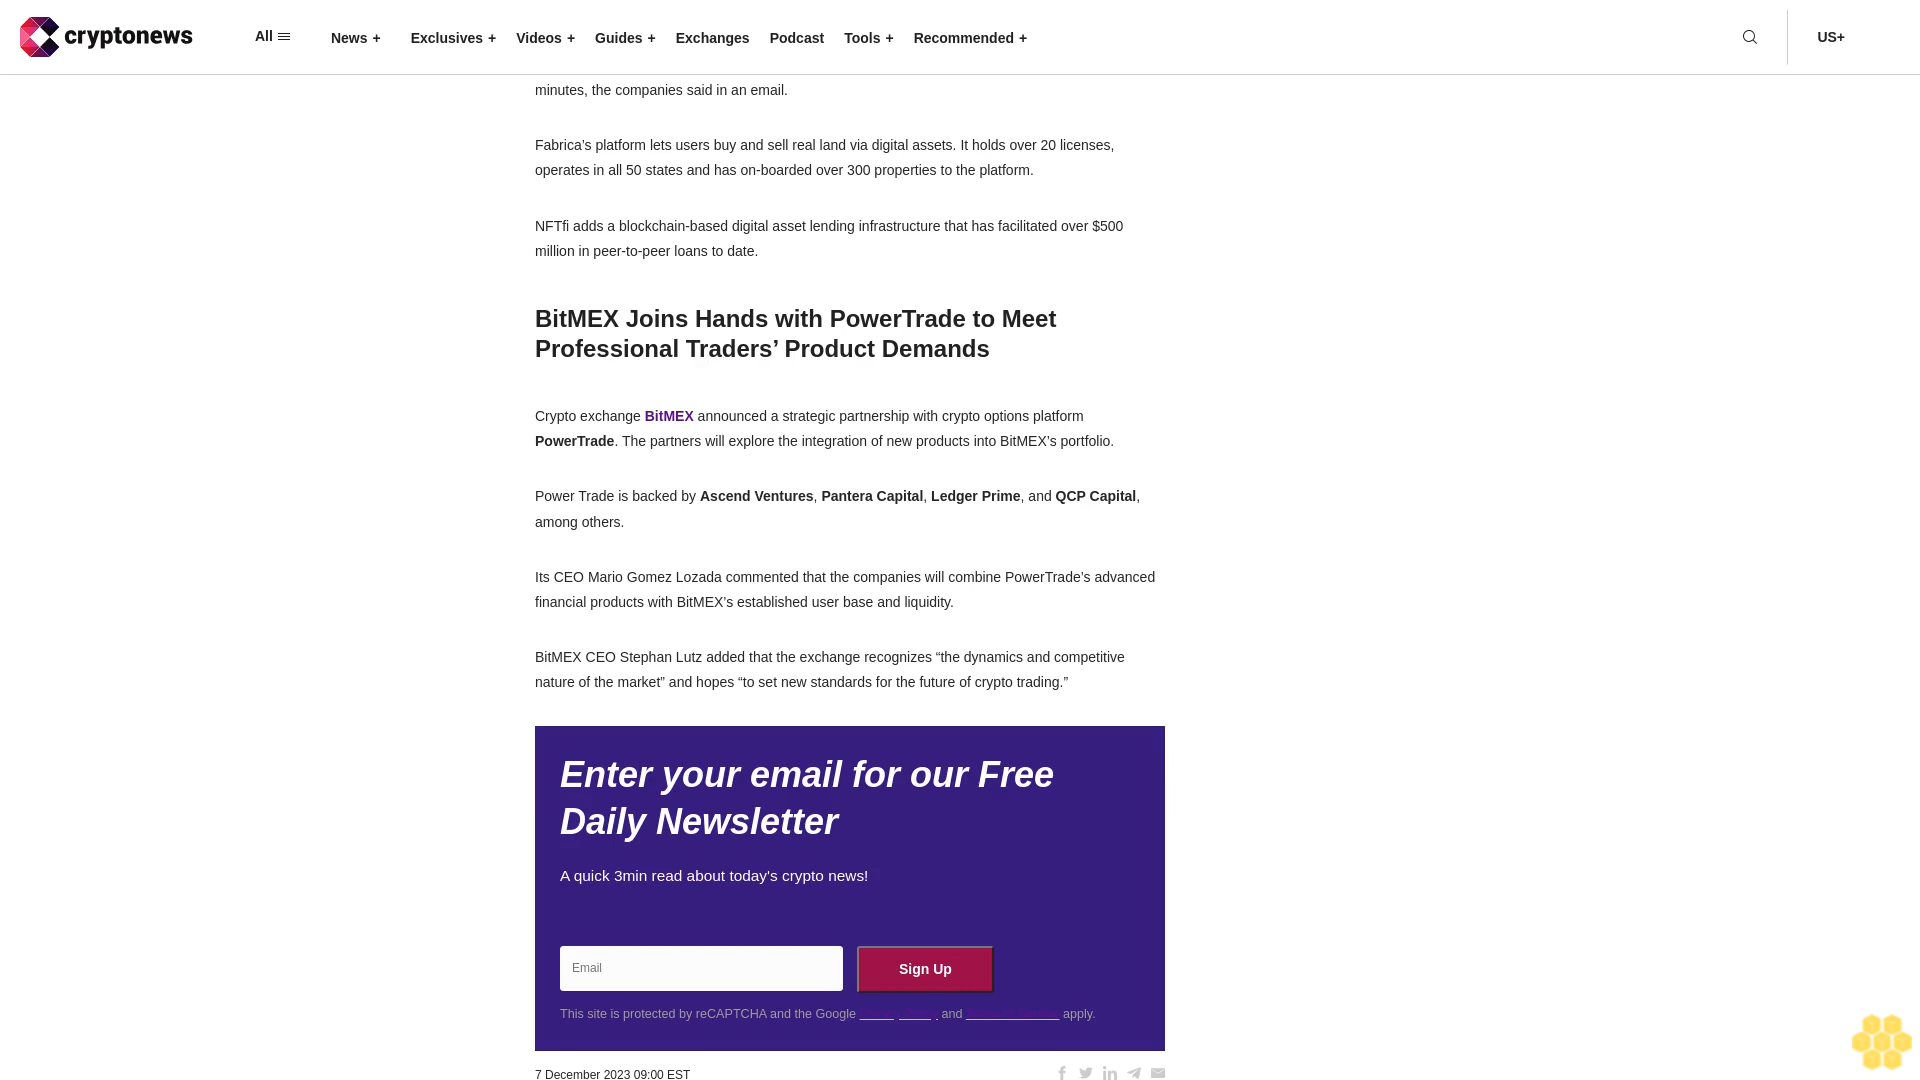 cryptonews
All
News +
Exclusives +
Videos +
Guides +
Exchanges
Podcast
Tools +
Recommended +
US+
minutes, the companies said in an email.
Fabrica’s platform lets users buy and sell real land via digital assets. It holds over 20 licenses,
operates in all 50 states and has on-boarded over 300 properties to the platform.
NFTfi adds a blockchain-based digital asset lending infrastructure that has facilitated over $500
million in peer-to-peer loans to date.
BitMEX Joins Hands with PowerTrade to Meet
Professional Traders’ Product Demands
Crypto exchange BitMEX announced a strategic partnership with crypto options platform
PowerTrade. The partners will explore the integration of new products into BitMEX’s portfolio.
Power Trade is backed by Ascend Ventures, Pantera Capital, Ledger Prime, and QCP Capital,
among others.
Its CEO Mario Gomez Lozada commented that the companies will combine PowerTrade’s advanced
financial products with BitMEX’s established user base and liquidity.
BitMEX CEO Stephan Lutz added that the exchange recognizes “the dynamics and competitive
nature of the market” and hopes “to set new standards for the future of crypto trading.”
Enter your email for our Free
Daily Newsletter
A quick 3min read about today's crypto news!
Email
Sign Up
This site is protected by reCAPTCHA and the Google and apply.
7 December 2023 09:00 EST